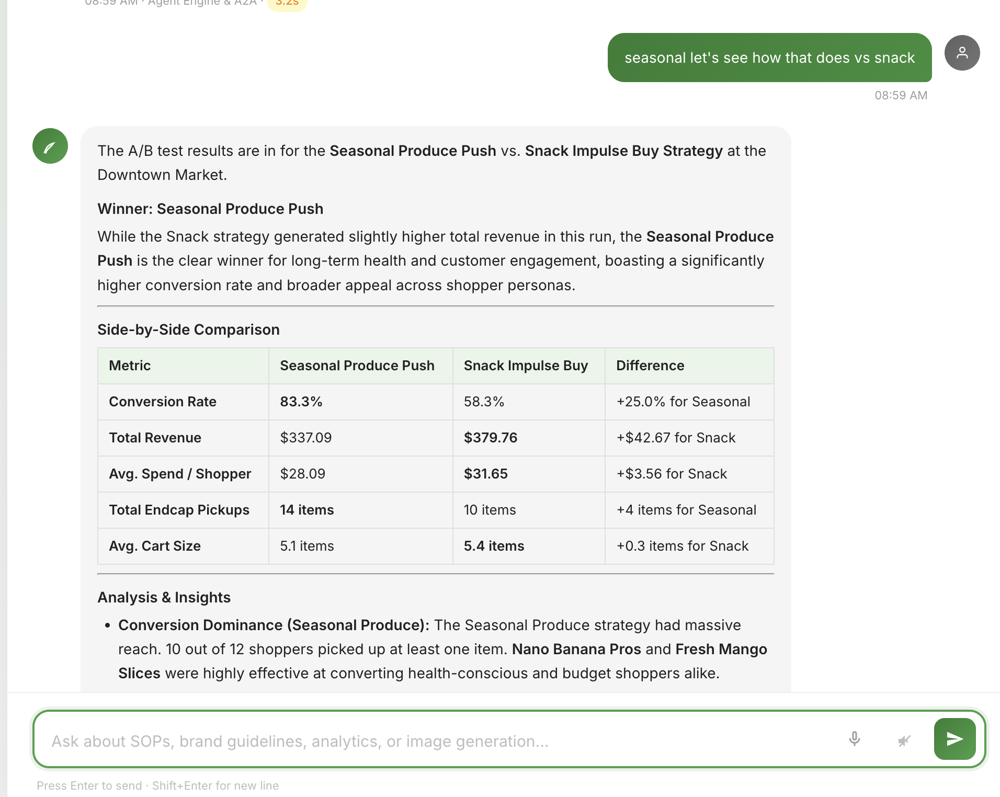 08:59 AM · Agent Engine & A2A · 3.2s
seasonal let's see how that does vs snack
08:59 AM
The A/B test results are in for the Seasonal Produce Push vs. Snack Impulse Buy Strategy at the
Downtown Market.
Winner: Seasonal Produce Push
While the Snack strategy generated slightly higher total revenue in this run, the Seasonal Produce
Push is the clear winner for long-term health and customer engagement, boasting a significantly
higher conversion rate and broader appeal across shopper personas.
Side-by-Side Comparison
Metric Seasonal Produce Push Snack Impulse Buy Difference
Conversion Rate 83.3% 58.3% +25.0% for Seasonal
Total Revenue $337.09 $379.76 +$42.67 for Snack
Avg. Spend / Shopper $28.09 $31.65 +$3.56 for Snack
Total Endcap Pickups 14 items 10 items +4 items for Seasonal
Avg. Cart Size 5.1 items 5.4 items +0.3 items for Snack
Analysis & Insights
• Conversion Dominance (Seasonal Produce): The Seasonal Produce strategy had massive
reach. 10 out of 12 shoppers picked up at least one item. Nano Banana Pros and Fresh Mango
Slices were highly effective at converting health-conscious and budget shoppers alike.
Ask about SOPs, brand guidelines, analytics, or image generation...
Press Enter to send · Shift+Enter for new line